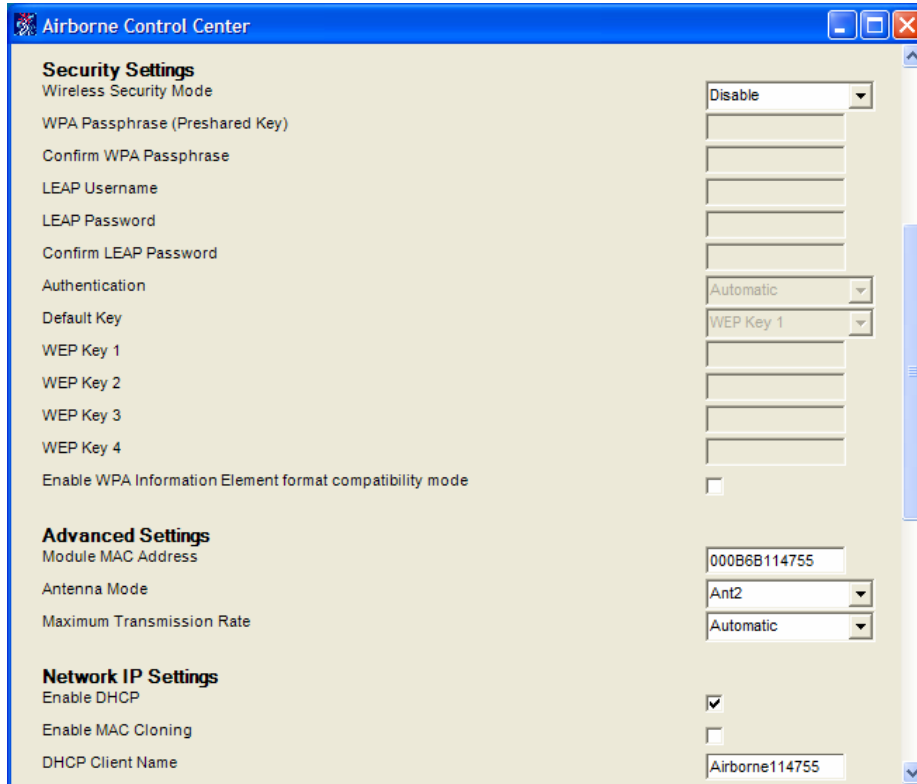 Airborne Control Center
Security Settings
Wireless Security Mode Disable
WPA Passphrase (Preshared Key)
Confirm WPA Passphrase
LEAP Username
LEAP Password
Confirm LEAP Password
Authentication Automatic
Default Key WEP Key 1
WEP Key 1
WEP Key 2
WEP Key 3
WEP Key 4
Enable WPA Information Element format compatibility mode
Advanced Settings
Module MAC Address 000B6B114755
Antenna Mode Ant2
Maximum Transmission Rate Automatic
Network IP Settings
Enable DHCP
Enable MAC Cloning
DHCP Client Name Airborne114755